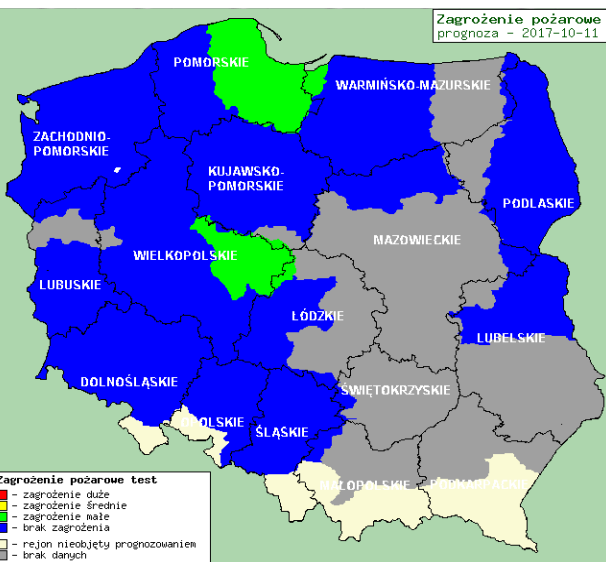 Zagrożenie pożarowe
prognoza - 2017-10-11
POMORSKIE
WARMIŃSKO-MAZURSKIE
ZACHODNIO-
POMORSKIE
KUJAWSKO-
POMORSKIE
PODLASKIE
MAZOWIECKIE
WIELKOPOLSKIE
LUBUSKIE
ŁÓDZKIE
LUBELSKIE
DOLNOŚLĄSKIE
ŚWIĘTOKRZYSKIE
OPOLSKIE
ŚLĄSKIE
MAŁOPOLSKIE
PODKARPACKIE
Zagrożenie pożarowe test
- zagrożenie duże
- zagrożenie średnie
- zagrożenie małe
- brak zagrożenia
- rejon nieobjęty prognozowaniem
- brak danych